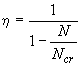 η = 1 / (1 − N / N_cr)